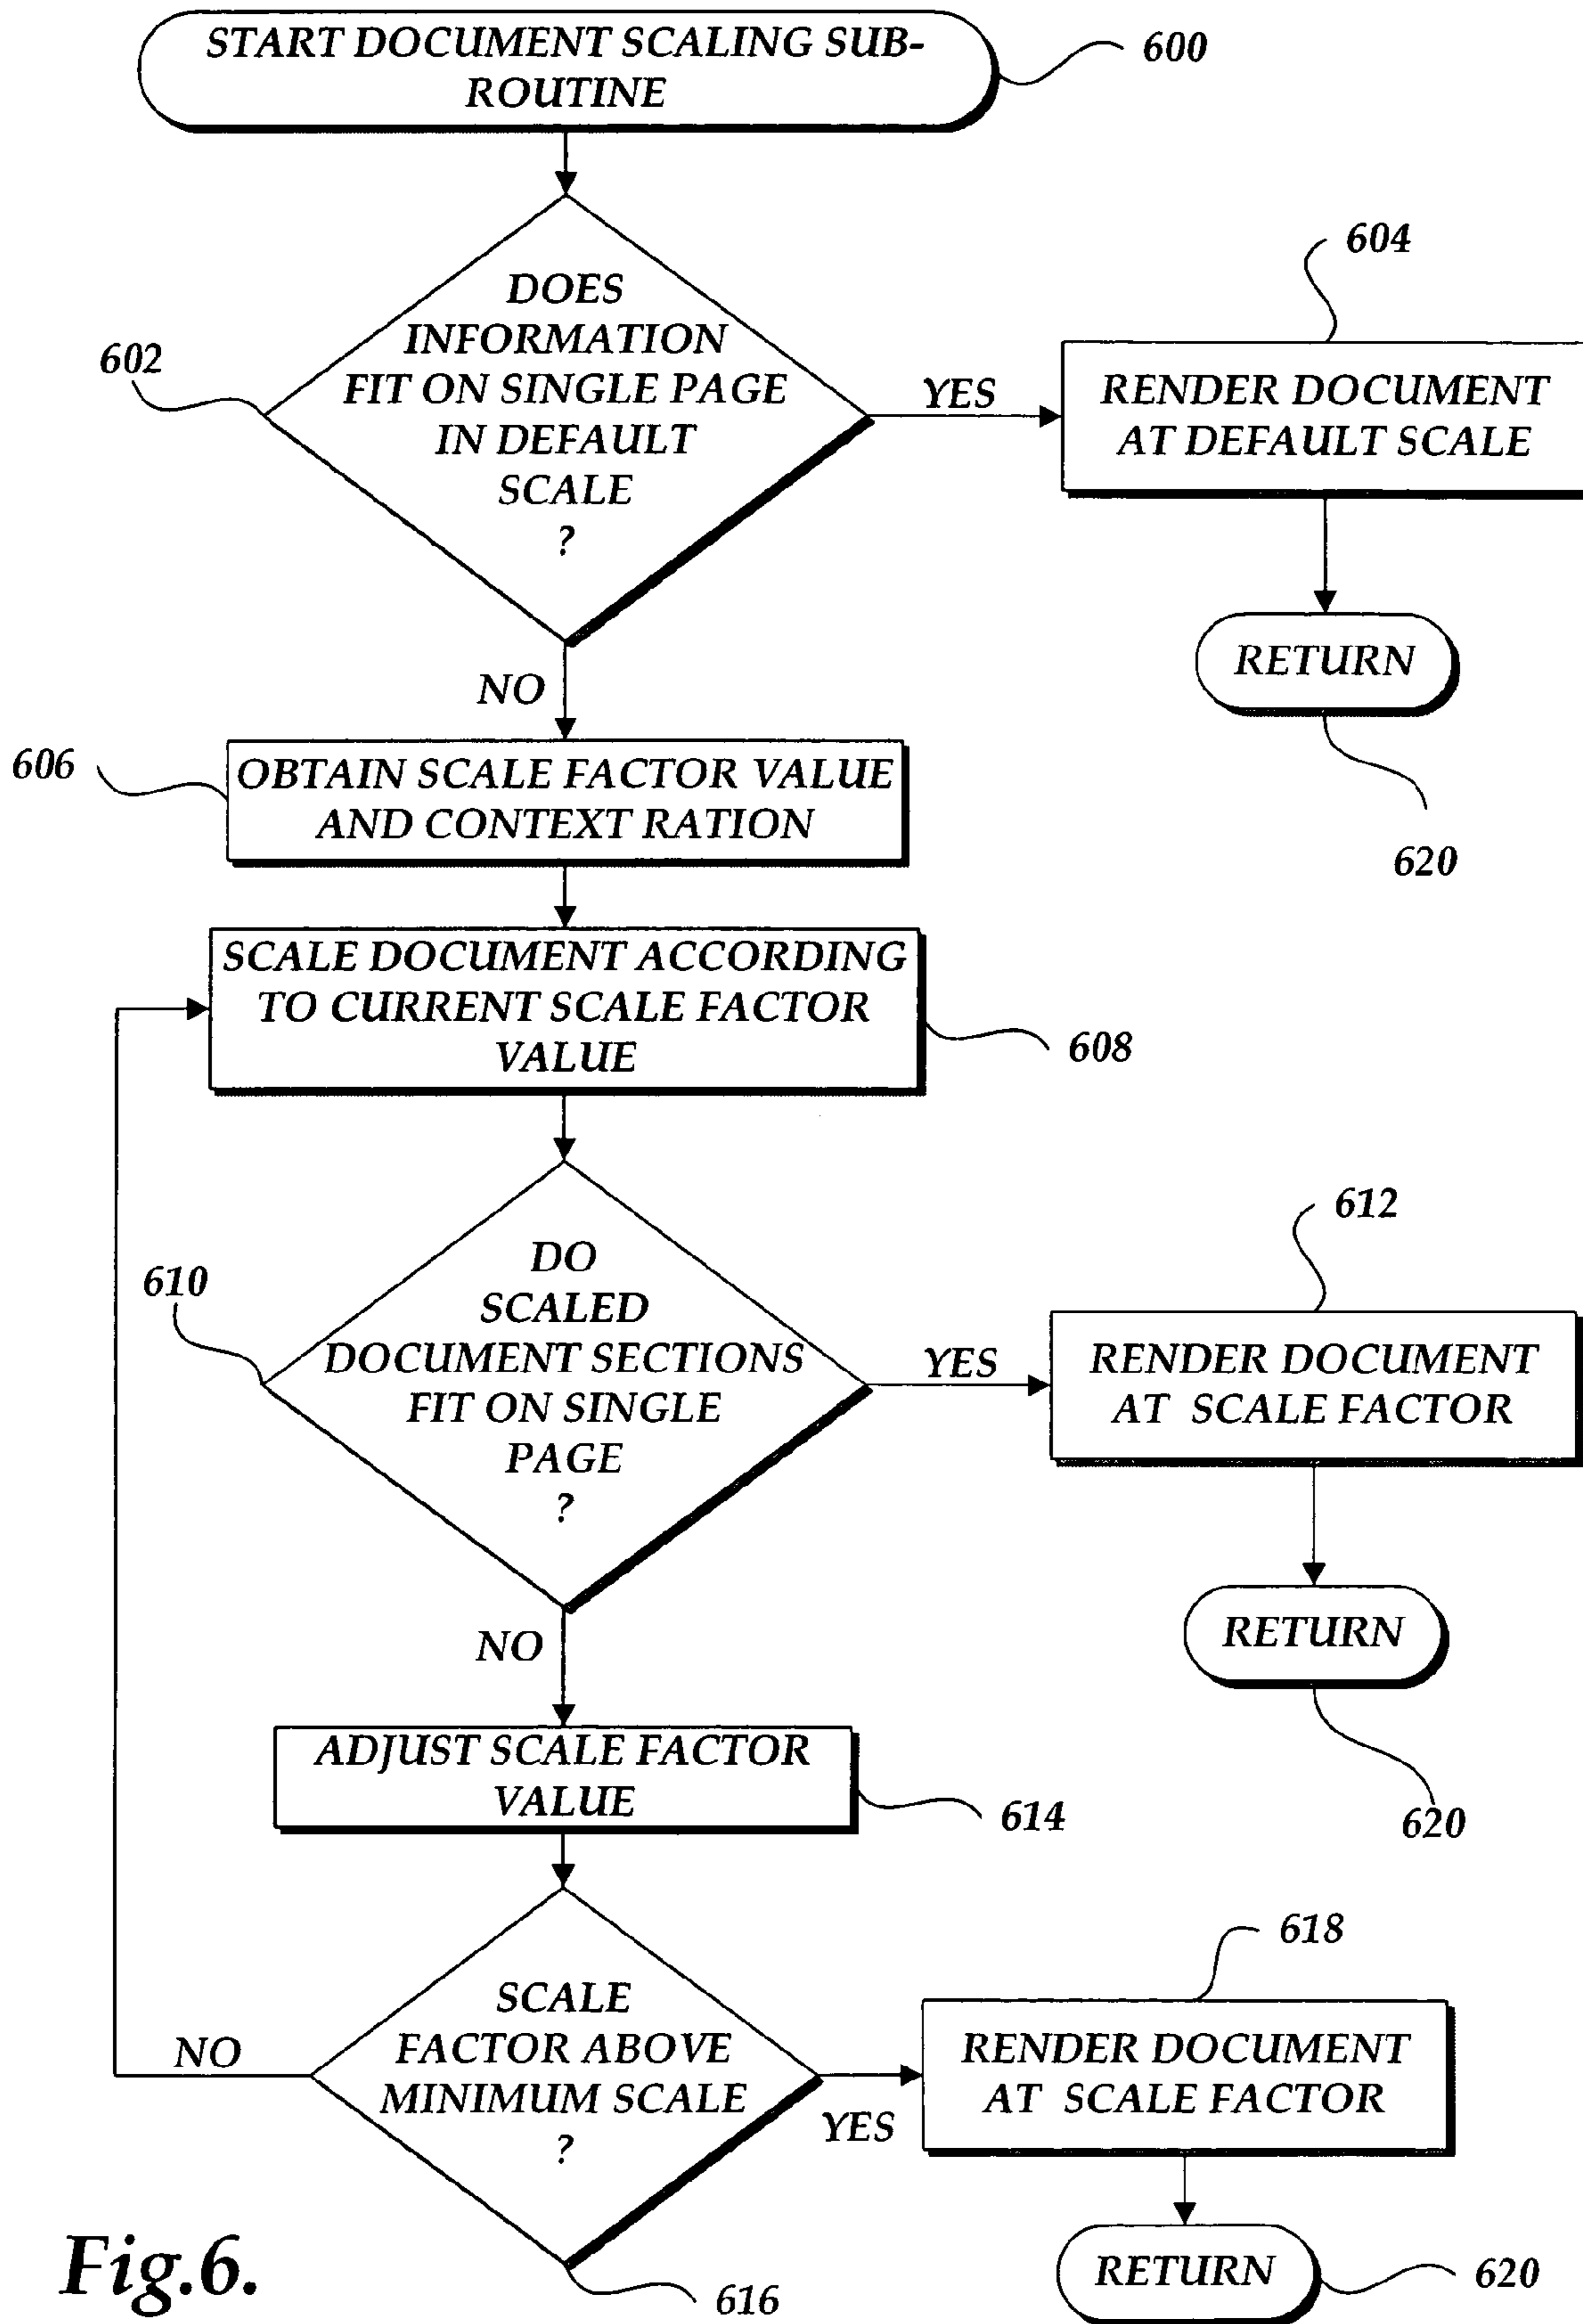 START DOCUMENT SCALING SUB-
ROUTINE
600
DOES
INFORMATION
FIT ON SINGLE PAGE
IN DEFAULT
SCALE
?
602
YES
604
RENDER DOCUMENT
AT DEFAULT SCALE
RETURN
620
NO
606
OBTAIN SCALE FACTOR VALUE
AND CONTEXT RATION
SCALE DOCUMENT ACCORDING
TO CURRENT SCALE FACTOR
VALUE
608
DO
SCALED
DOCUMENT SECTIONS
FIT ON SINGLE
PAGE
?
610
YES
612
RENDER DOCUMENT
AT SCALE FACTOR
RETURN
620
NO
ADJUST SCALE FACTOR
VALUE
614
SCALE
FACTOR ABOVE
MINIMUM SCALE
?
NO
616
YES
618
RENDER DOCUMENT
AT SCALE FACTOR
RETURN
620
Fig.6.